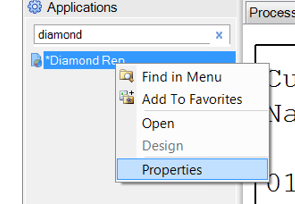 Applications
Process
diamond
x
*Diamond Rep
Find in Menu
Add To Favorites
Open
Design
Properties
Cu
Na
01